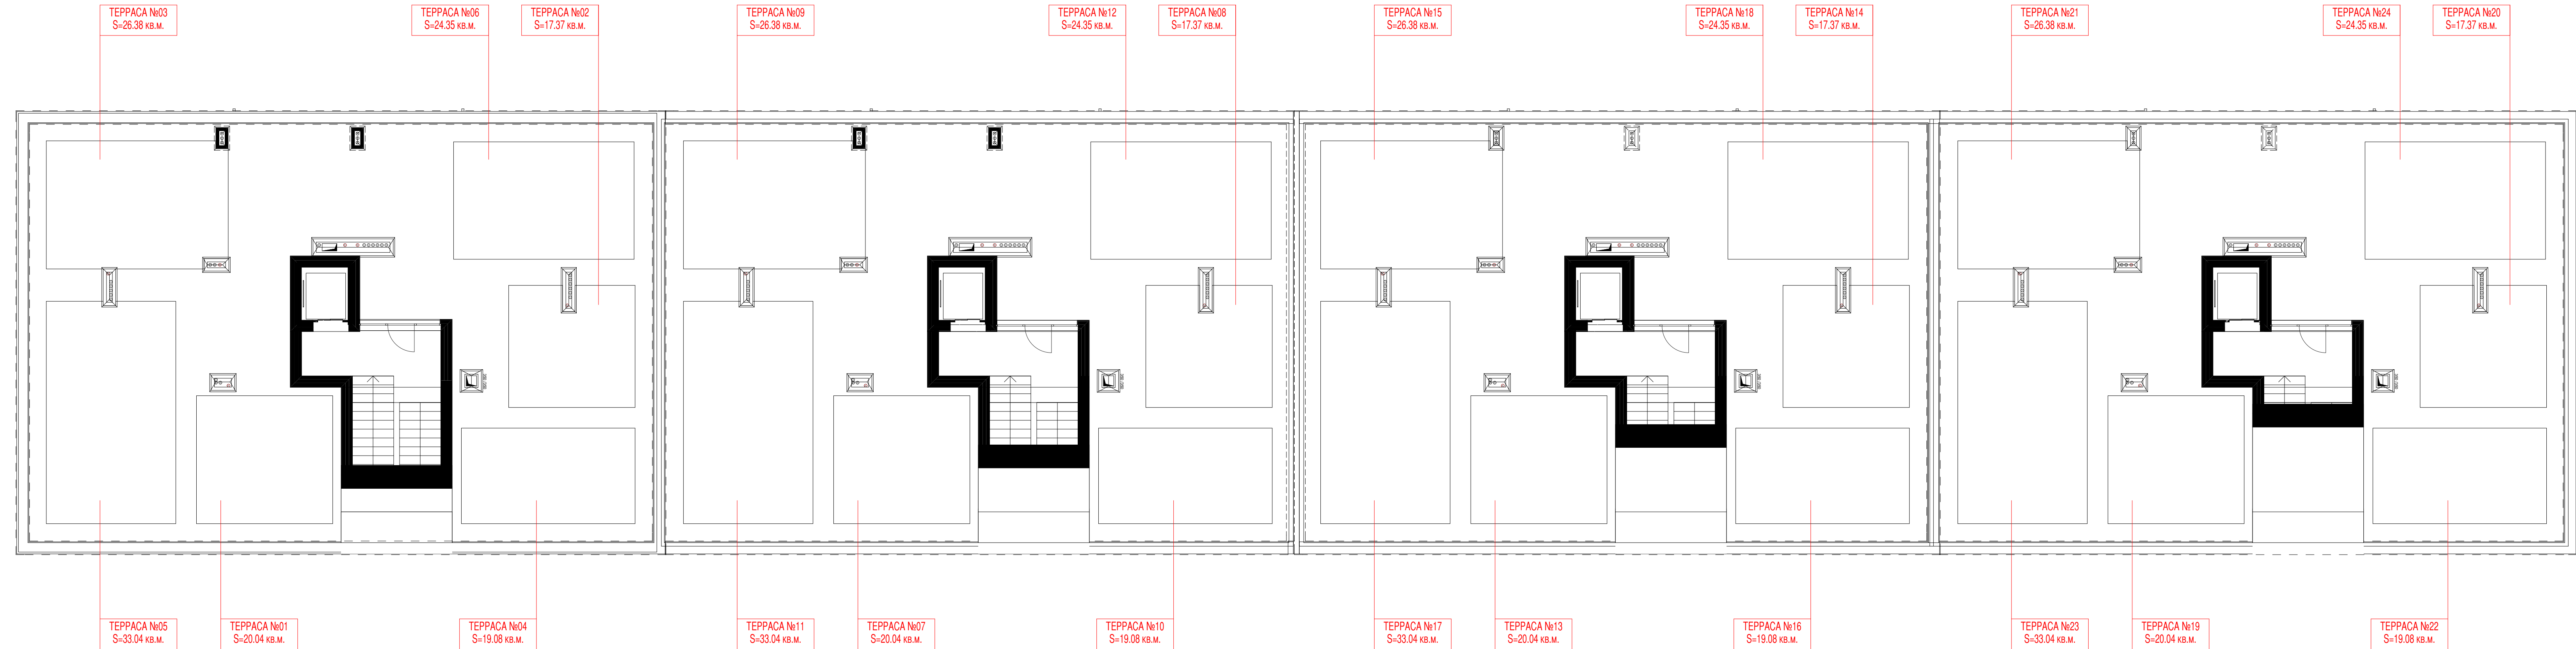 ТЕРРАСА №03
S=26.38 КВ.М.
ТЕРРАСА №06
S=24.35 КВ.М.
ТЕРРАСА №02
S=17.37 КВ.М.
ТЕРРАСА №09
S=26.38 КВ.М.
ТЕРРАСА №12
S=24.35 КВ.М.
ТЕРРАСА №08
S=17.37 КВ.М.
ТЕРРАСА №15
S=26.38 КВ.М.
ТЕРРАСА №18
S=24.35 КВ.М.
ТЕРРАСА №14
S=17.37 КВ.М.
ТЕРРАСА №21
S=26.38 КВ.М.
ТЕРРАСА №24
S=24.35 КВ.М.
ТЕРРАСА №20
S=17.37 КВ.М.
ТЕРРАСА №05
S=33.04 КВ.М.
ТЕРРАСА №01
S=20.04 КВ.М.
ТЕРРАСА №04
S=19.08 КВ.М.
ТЕРРАСА №11
S=33.04 КВ.М.
ТЕРРАСА №07
S=20.04 КВ.М.
ТЕРРАСА №10
S=19.08 КВ.М.
ТЕРРАСА №17
S=33.04 КВ.М.
ТЕРРАСА №13
S=20.04 КВ.М.
ТЕРРАСА №16
S=19.08 КВ.М.
ТЕРРАСА №23
S=33.04 КВ.М.
ТЕРРАСА №19
S=20.04 КВ.М.
ТЕРРАСА №22
S=19.08 КВ.М.